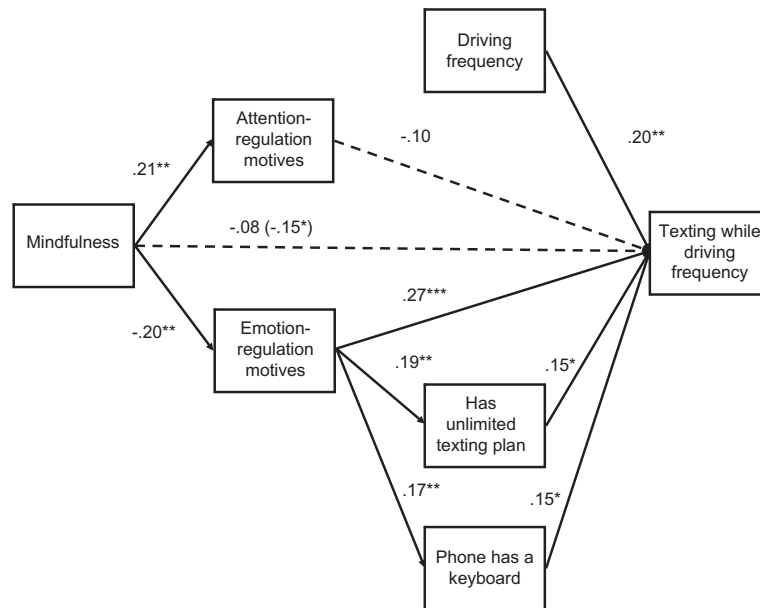 Driving
frequency
Attention-
regulation
motives
-.10
.20**
.21**
Mindfulness
-.08 (-.15*)
Texting while
driving
frequency
-.20**
Emotion-
regulation
motives
.27***
.19**
.15*
Has
unlimited
texting plan
.17**
.15*
Phone has a
keyboard